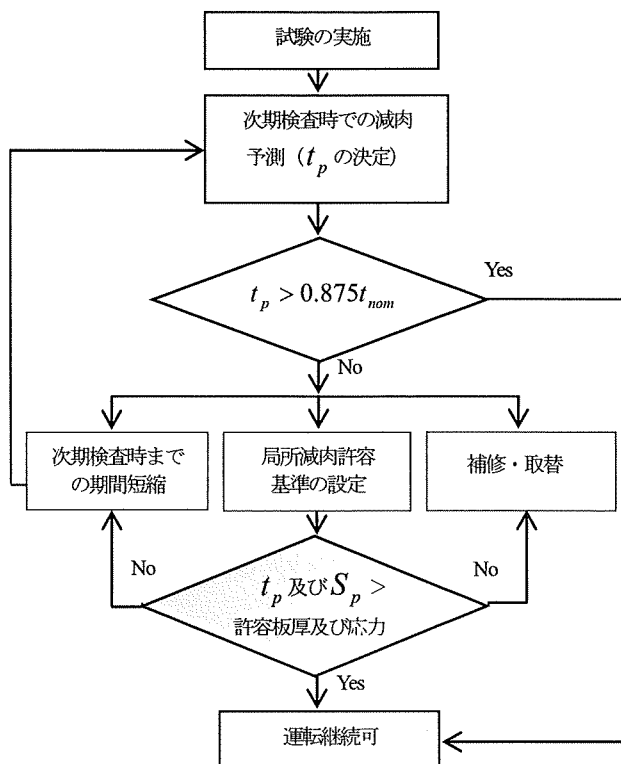 試験の実施
次期検査時での減肉
予測（t_p の決定）
t_p > 0.875t_nom
Yes
No
次期検査時まで
の期間短縮
局所減肉許容
基準の設定
補修・取替
No
t_p 及び S_p >
許容板厚及び応力
No
Yes
運転継続可